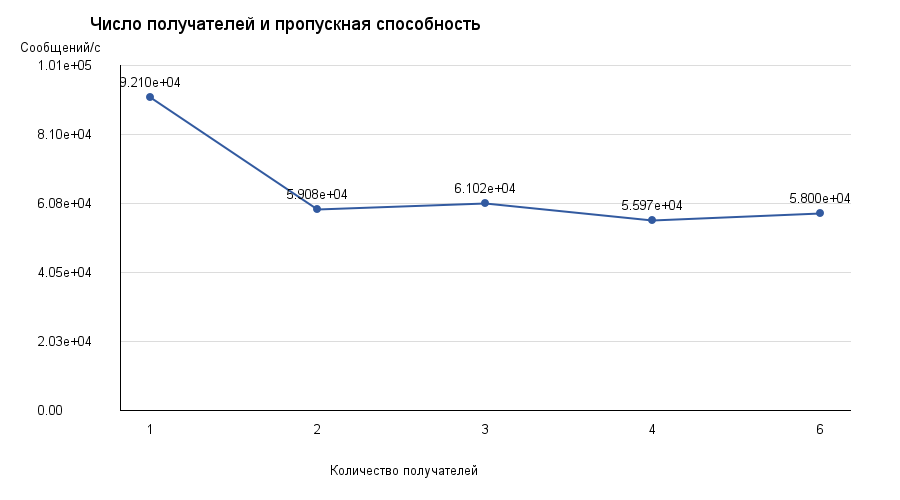 Число получателей и пропускная способность
Сообщений/с
1.01e+05
9.210e+04
8.10e+04
5.908e+04
6.102e+04
5.597e+04
5.800e+04
6.08e+04
4.05e+04
2.03e+04
0.00
1
2
3
4
6
Количество получателей